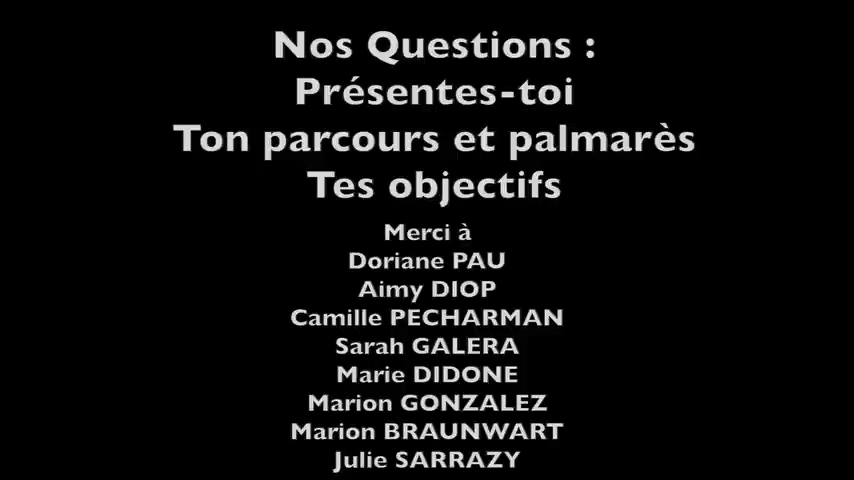 Nos Questions :
Présentes-toi
Ton parcours et palmarès
Tes objectifs
Merci à
Doriane PAU
Aimy DIOP
Camille PECHARMAN
Sarah GALERA
Marie DIDONE
Marion GONZALEZ
Marion BRAUNWART
Julie SARRAZY